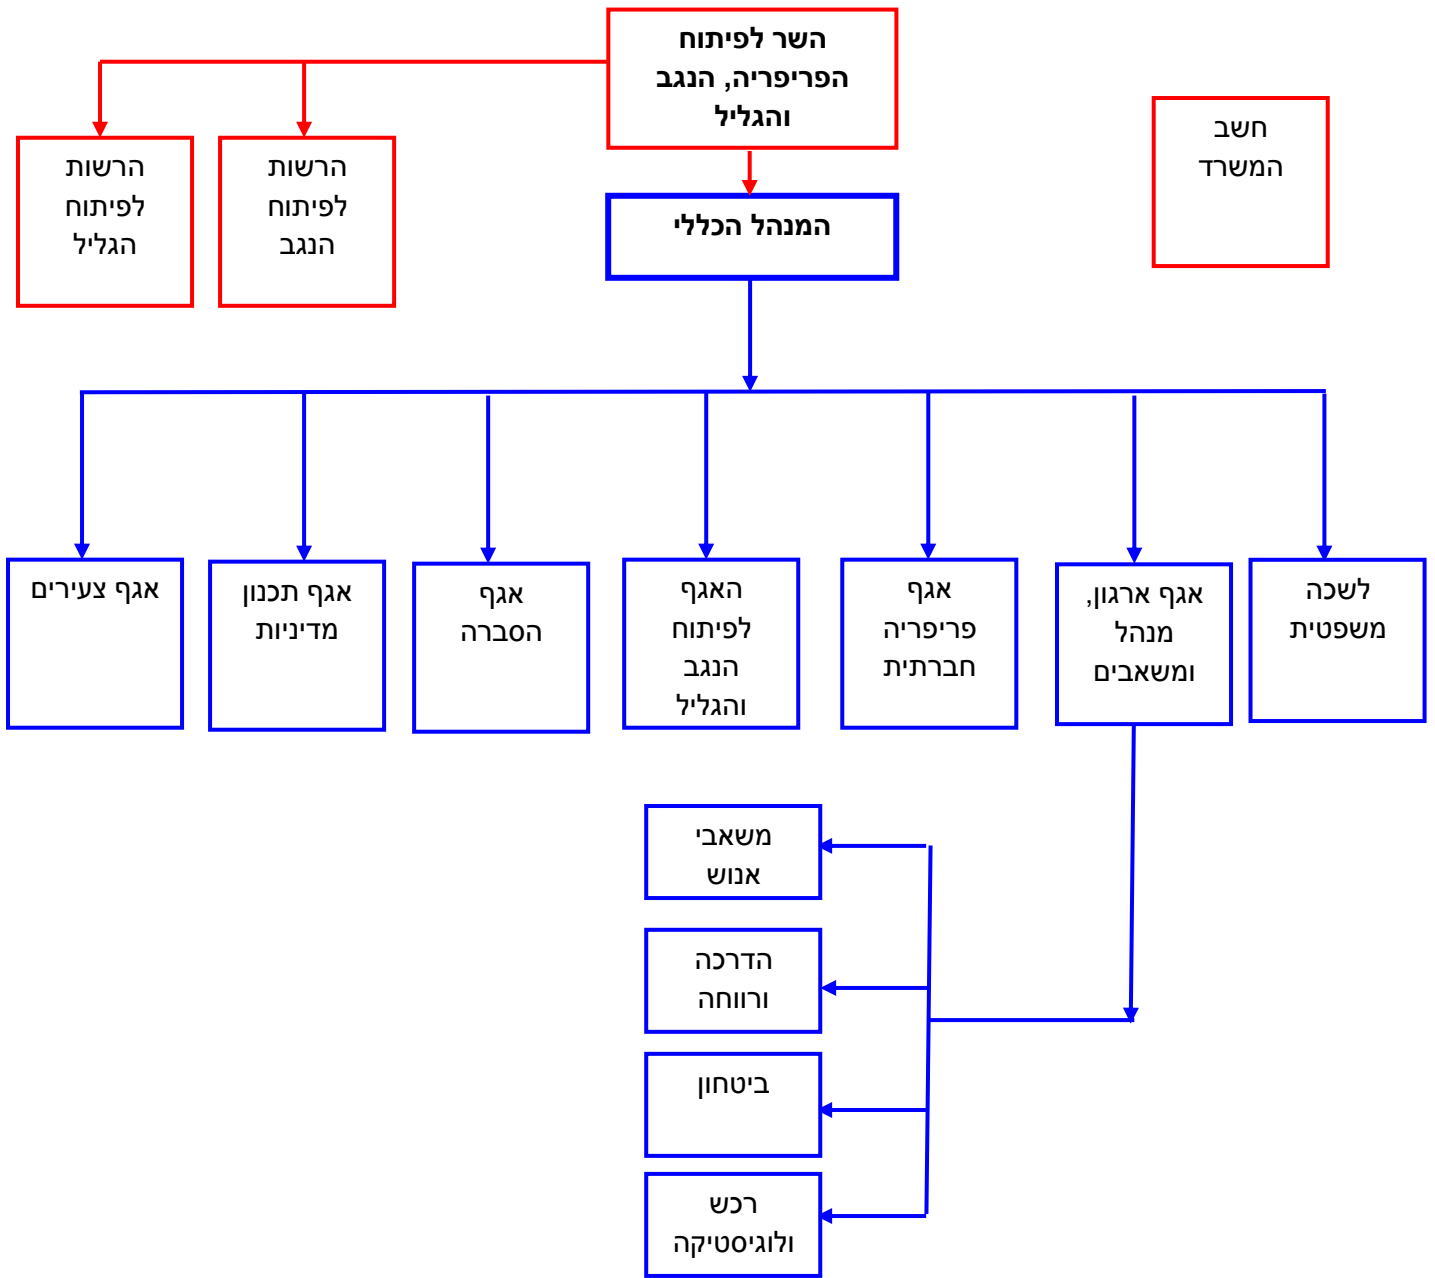 השר לפיתוח
הפריפריה, הנגב
והגליל
חשב
המשרד
הרשות
לפיתוח
הנגב
הרשות
לפיתוח
הגליל
המנהל הכללי
לשכה
משפטית
אגף ארגון,
מנהל
ומשאבים
אגף
פריפריה
חברתית
האגף
לפיתוח
הנגב
והגליל
אגף
הסברה
אגף תכנון
מדיניות
אגף צעירים
משאבי
אנוש
הדרכה
ורווחה
ביטחון
רכש
ולוגיסטיקה